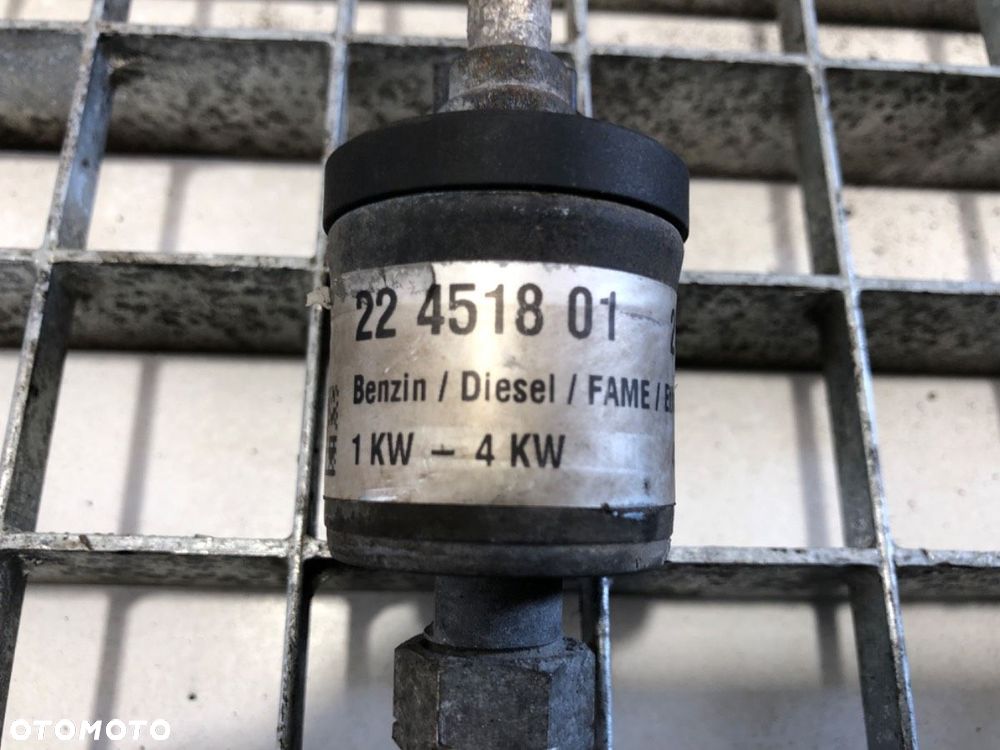 22 4518 01
Benzin / Diesel / FAME /
1 KW – 4 KW
OTOMOTO